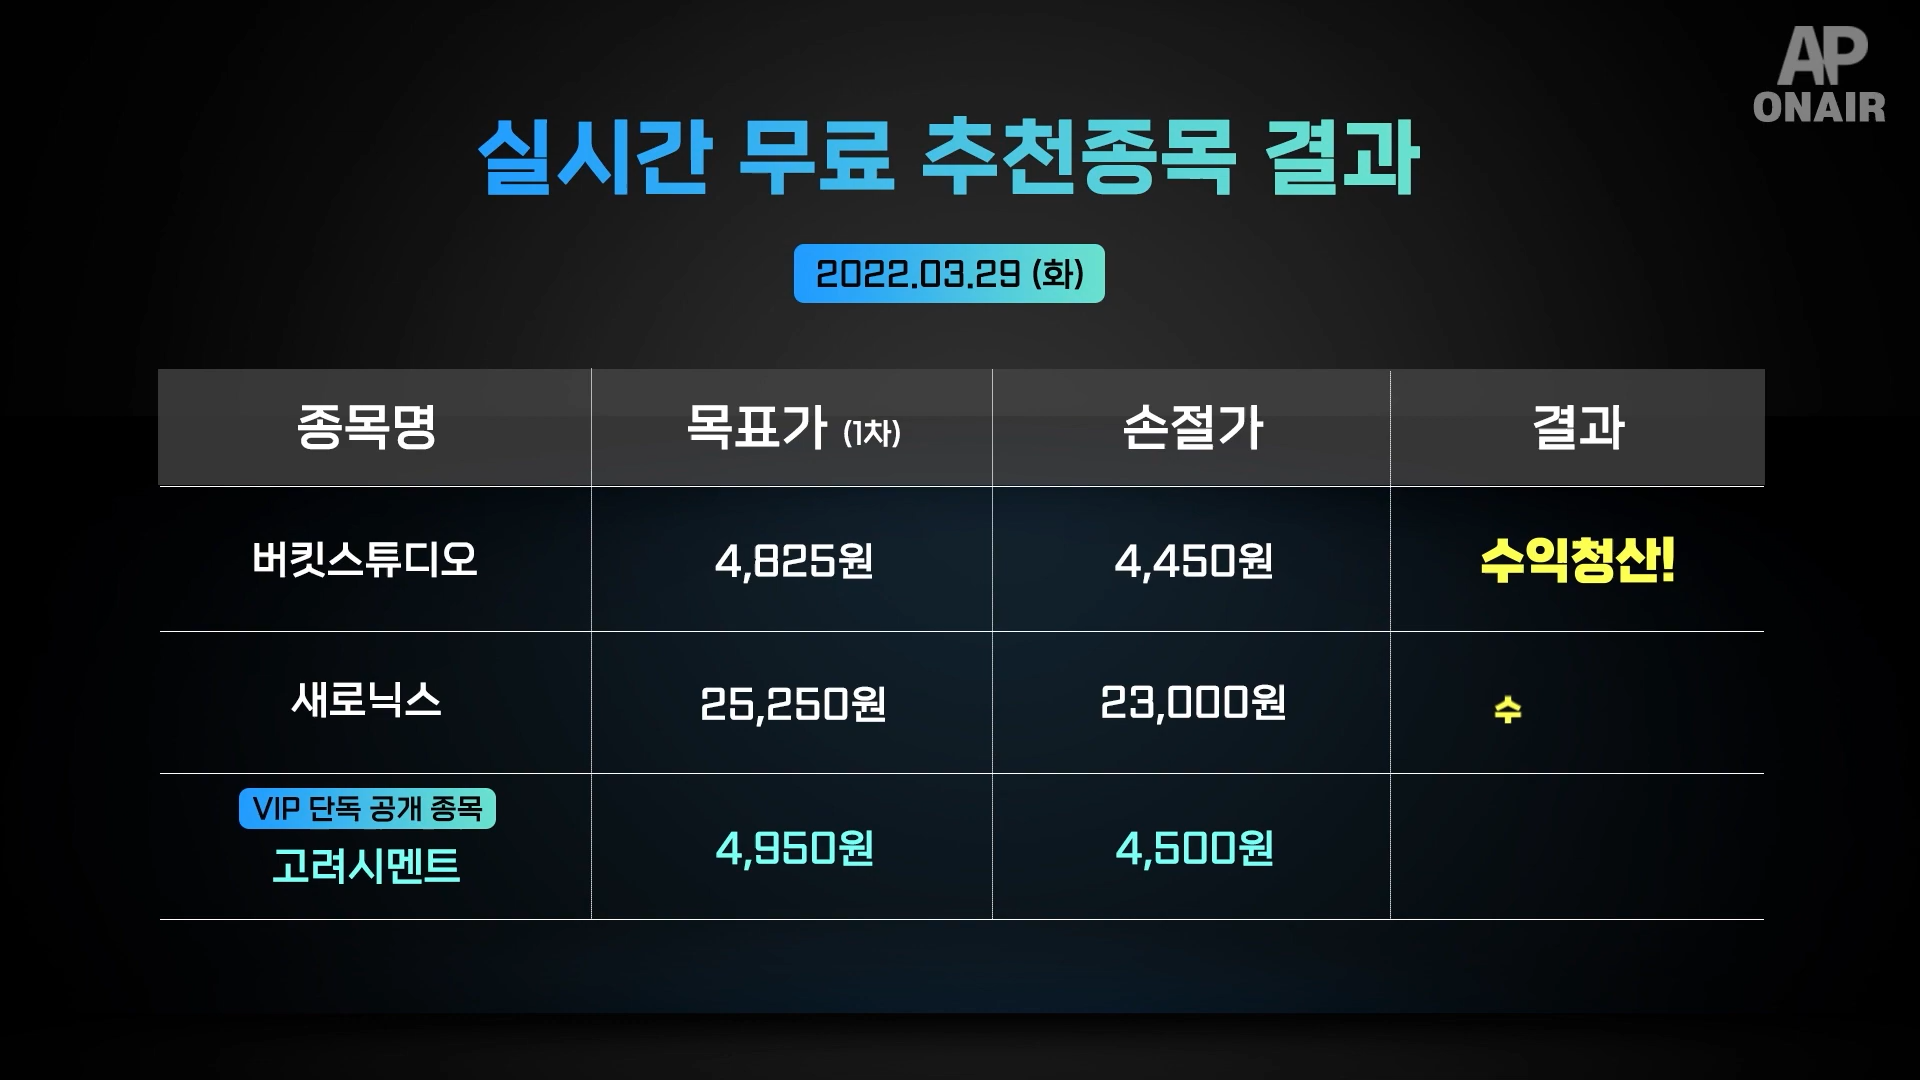 AP
ONAIR
실시간 무료 추천종목 결과
2022.03.29 (화)
종목명 목표가 (1차) 손절가 결과
버킷스튜디오 4,825원 4,450원 수익청산!
새로닉스 25,250원 23,000원 수
VIP 단독 공개 종목
고려시멘트 4,950원 4,500원